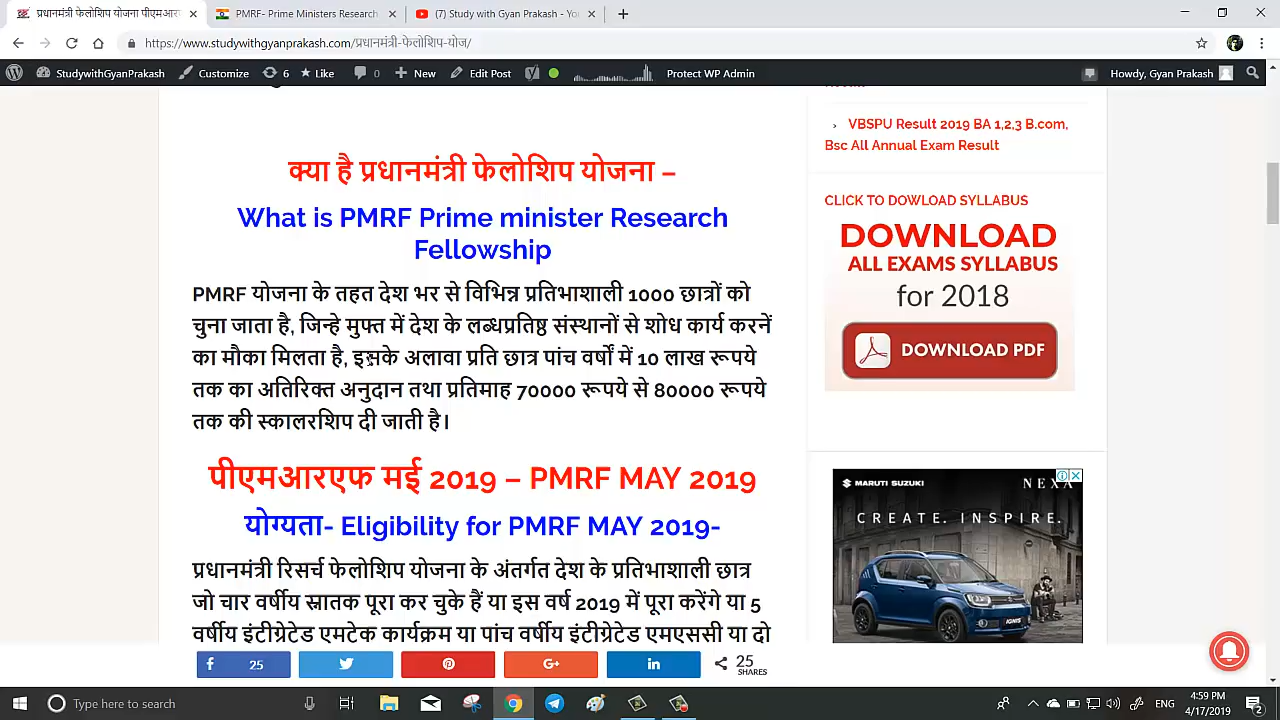 प्रधानमंत्री फेलोशिप योजना पीएमआर
PMRF- Prime Ministers Research
(7) Study with Gyan Prakash - You
https://www.studywithgyanprakash.com/प्रधानमंत्री-फेलोशिप-योज/
StudywithGyanPrakash
Customize
6
Like
0
New
Edit Post
Protect WP Admin
Howdy, Gyan Prakash
क्या है प्रधानमंत्री फेलोशिप योजना –
What is PMRF Prime minister Research
Fellowship
PMRF योजना के तहत देश भर से विभिन्न प्रतिभाशाली 1000 छात्रों को
चुना जाता है, जिन्हे मुफ्त में देश के लब्धप्रतिष्ठ संस्थानों से शोध कार्य करनें
का मौका मिलता है, इसके अलावा प्रति छात्र पांच वर्षों में 10 लाख रूपये
तक का अतिरिक्त अनुदान तथा प्रतिमाह 70000 रूपये से 80000 रूपये
तक की स्कालरशिप दी जाती है।
पीएमआरएफ मई 2019 – PMRF MAY 2019
योग्यता- Eligibility for PMRF MAY 2019-
प्रधानमंत्री रिसर्च फेलोशिप योजना के अंतर्गत देश के प्रतिभाशाली छात्र
जो चार वर्षीय स्नातक पूरा कर चुके हैं या इस वर्ष 2019 में पूरा करेंगे या 5
वर्षीय इंटीग्रेटेड एमटेक कार्यक्रम या पांच वर्षीय इंटीग्रेटेड एमएससी या दो
VBSPU Result 2019 BA 1,2,3 B.com,
Bsc All Annual Exam Result
CLICK TO DOWLOAD SYLLABUS
DOWNLOAD
ALL EXAMS SYLLABUS
for 2018
DOWNLOAD PDF
MARUTI SUZUKI
NEXA
CREATE. INSPIRE.
IGNIS
25
G+
in
25
SHARES
Type here to search
ENG
4:59 PM
4/17/2019
2